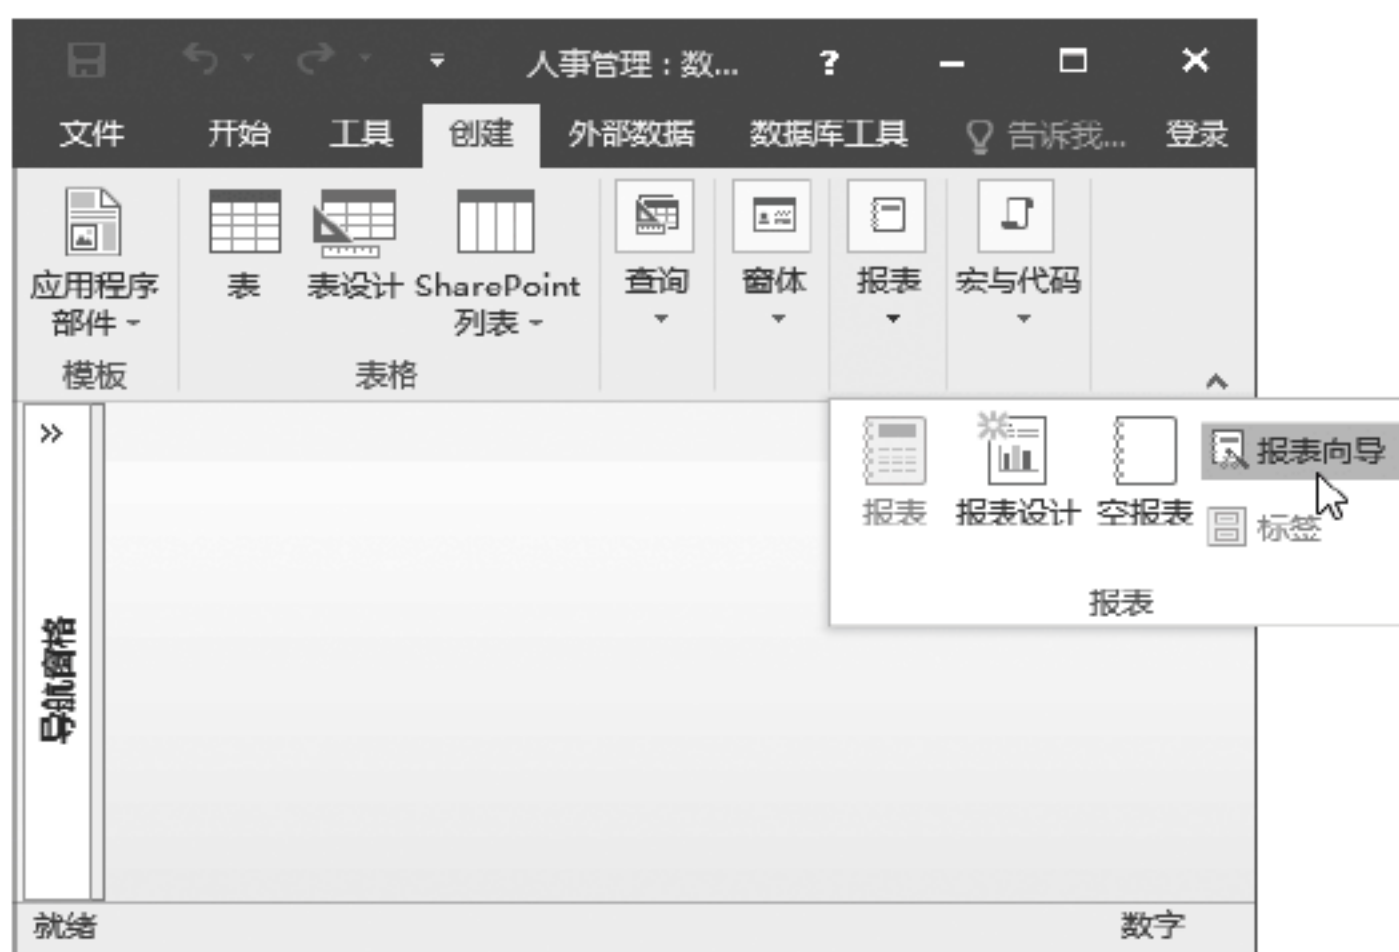 人事管理：数...
?
文件 开始 工具 创建 外部数据 数据库工具 告诉我... 登录
应用程序
部件
表
表设计
SharePoint
列表
查询
窗体
报表
宏与代码
模板
表格
»
报表
报表设计
空报表
报表向导
标签
报表
导航窗格
就绪
数字